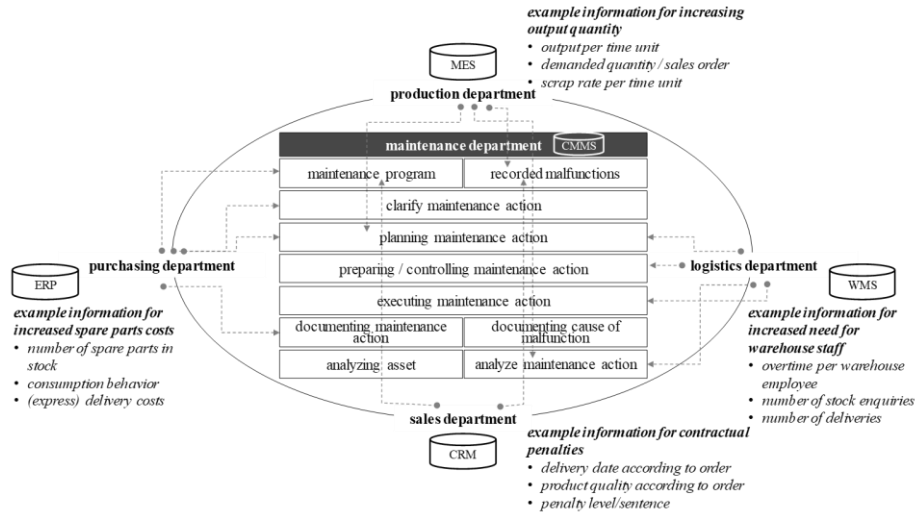 example information for increasing
output quantity
• output per time unit
• demanded quantity / sales order
• scrap rate per time unit
MES
production department
maintenance department
CMMS
maintenance program
recorded malfunctions
clarify maintenance action
planning maintenance action
preparing / controlling maintenance action
executing maintenance action
documenting maintenance
action
documenting cause of
malfunction
analyzing asset
analyze maintenance action
purchasing department
ERP
example information for
increased spare parts costs
• number of spare parts in
stock
• consumption behavior
• (express) delivery costs
logistics department
WMS
example information for
increased need for
warehouse staff
• overtime per warehouse
employee
• number of stock enquiries
• number of deliveries
sales department
CRM
example information for contractual
penalties
• delivery date according to order
• product quality according to order
• penalty level/sentence